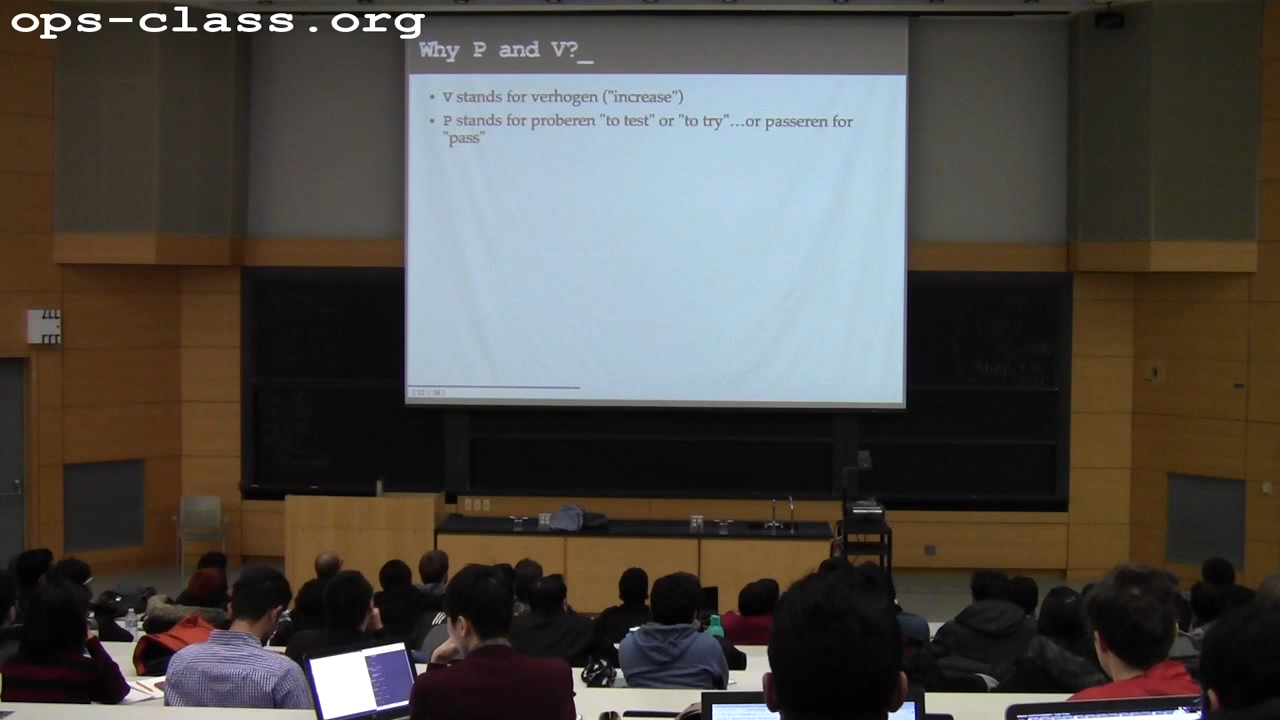 ops-class.org
Why P and V?_
• V stands for verhogen ("increase")
• P stands for proberen "to test" or "to try"...or passeren for
"pass"